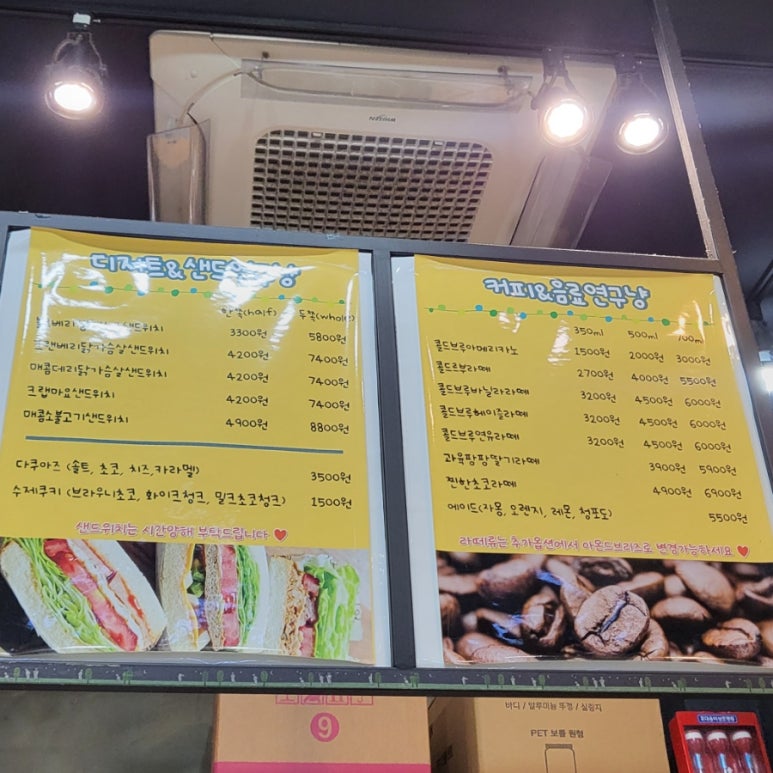 디저트&샌드
한쪽(half) 두쪽(whole)
샌드위치 3300원 5800원
크랜베리닭가슴살샌드위치 4200원 7400원
매콤데리닭가슴살샌드위치 4200원 7400원
크랩마요샌드위치 4200원 7400원
매콤소불고기샌드위치 4900원 8800원
다쿠아즈 (솔트, 초코, 치즈,카라멜) 3500원
수제쿠키 (브라우니초코, 화이크청크, 밀크초코청크) 1500원
샌드위치는 시간양해 부탁드립니다 ♥
커피&음료연구냥
350ml 500ml 700ml
콜드브루아메리카노 1500원 2000원 3000원
콜드르부라떼 2700원 4000원 5500원
콜드브루바닐라라떼 3200원 4500원 6000원
콜드브루헤이즐라떼 3200원 4500원 6000원
콜드브루연유라떼 3200원 4500원 6000원
과육팡팡딸기라떼 3900원 5900원
찐한초코라떼 4900원 6900원
에이드(자몽, 오렌지, 레몬, 청포도) 5500원
라떼류는 추가옵션에서 아몬드브리즈로 변경가능하세요 ♥
9
바디 / 알루미늄 뚜껑 / 실중지
PET 보틀 원형